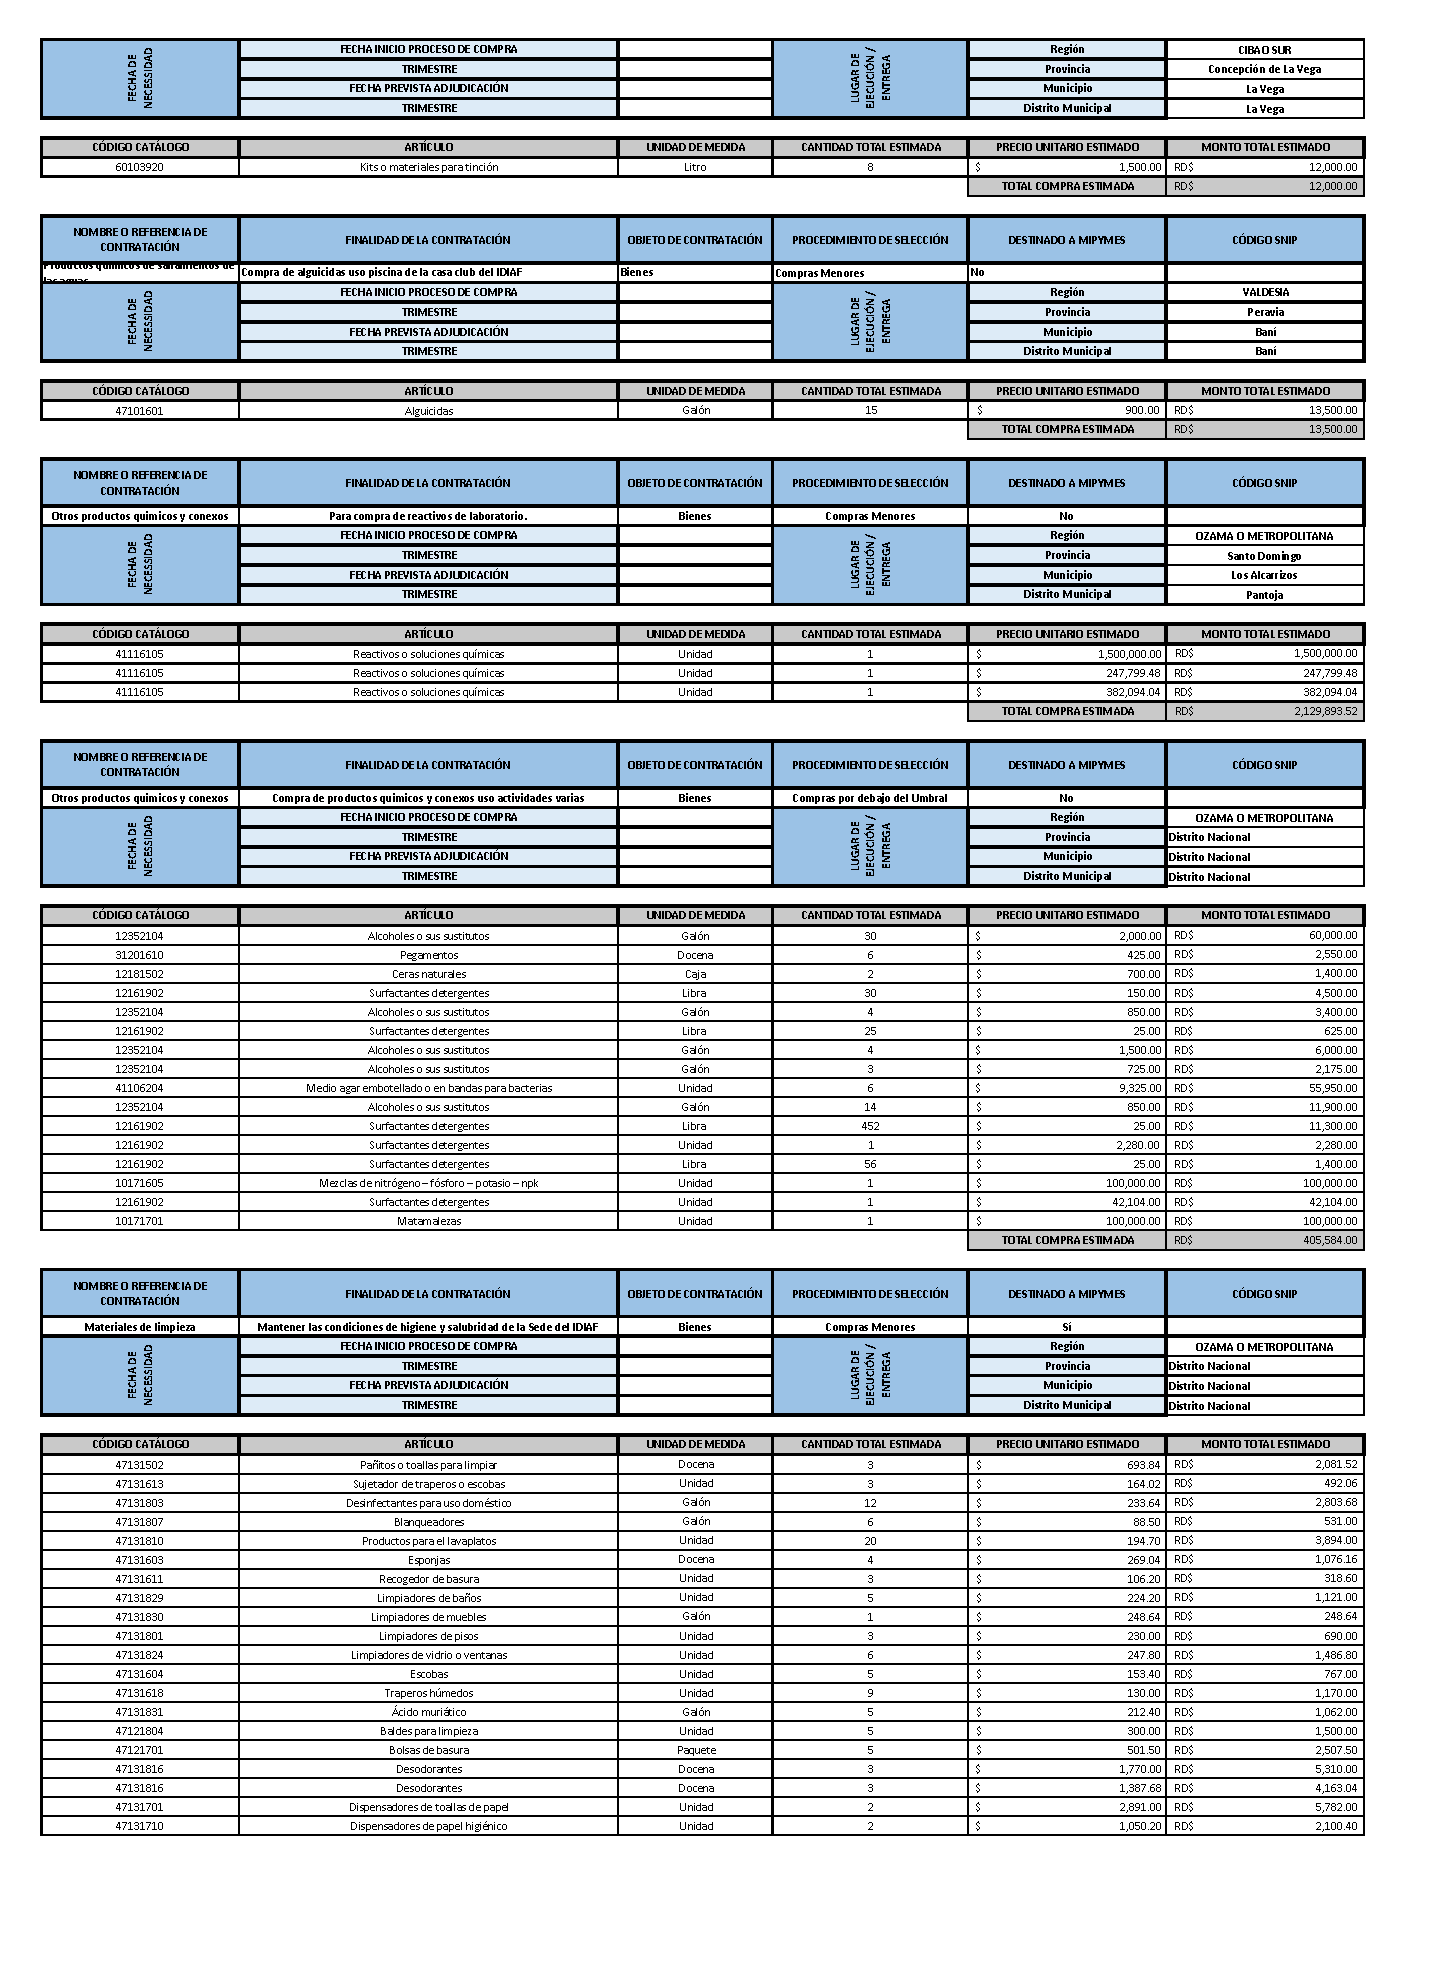 FECHA DE NECESSIDAD FECHA INICIO PROCESO DE COMPRA LUGAR DE EJECUCIÓN / ENTREGA Región CIBAO SUR
TRIMESTRE Provincia Concepción de La Vega
FECHA PREVISTA ADJUDICACIÓN Municipio La Vega
TRIMESTRE Distrito Municipal La Vega
CÓDIGO CATÁLOGO ARTÍCULO UNIDAD DE MEDIDA CANTIDAD TOTAL ESTIMADA PRECIO UNITARIO ESTIMADO MONTO TOTAL ESTIMADO
60103920 Kits o materiales para tinción Litro 8 $ 1,500.00 RD$ 12,000.00
TOTAL COMPRA ESTIMADA RD$ 12,000.00
NOMBRE O REFERENCIA DE CONTRATACIÓN FINALIDAD DE LA CONTRATACIÓN OBJETO DE CONTRATACIÓN PROCEDIMIENTO DE SELECCIÓN DESTINADO A MIPYMES CÓDIGO SNIP
Productos quimicos de de las aguas Compra de alguicidas uso piscina de la casa club del IDIAF Bienes Compras Menores No
FECHA DE NECESSIDAD FECHA INICIO PROCESO DE COMPRA LUGAR DE EJECUCIÓN / ENTREGA Región VALDESIA
TRIMESTRE Provincia Peravia
FECHA PREVISTA ADJUDICACIÓN Municipio Baní
TRIMESTRE Distrito Municipal Baní
CÓDIGO CATÁLOGO ARTÍCULO UNIDAD DE MEDIDA CANTIDAD TOTAL ESTIMADA PRECIO UNITARIO ESTIMADO MONTO TOTAL ESTIMADO
47101601 Alguicidas Galón 15 $ 900.00 RD$ 13,500.00
TOTAL COMPRA ESTIMADA RD$ 13,500.00
NOMBRE O REFERENCIA DE CONTRATACIÓN FINALIDAD DE LA CONTRATACIÓN OBJETO DE CONTRATACIÓN PROCEDIMIENTO DE SELECCIÓN DESTINADO A MIPYMES CÓDIGO SNIP
Otros productos quimicos y conexos Para compra de reactivos de laboratorio. Bienes Compras Menores No
FECHA DE NECESSIDAD FECHA INICIO PROCESO DE COMPRA LUGAR DE EJECUCIÓN / ENTREGA Región OZAMA O METROPOLITANA
TRIMESTRE Provincia Santo Domingo
FECHA PREVISTA ADJUDICACIÓN Municipio Los Alcarrizos
TRIMESTRE Distrito Municipal Pantoja
CÓDIGO CATÁLOGO ARTÍCULO UNIDAD DE MEDIDA CANTIDAD TOTAL ESTIMADA PRECIO UNITARIO ESTIMADO MONTO TOTAL ESTIMADO
41116105 Reactivos o soluciones químicas Unidad 1 $ 1,500,000.00 RD$ 1,500,000.00
41116105 Reactivos o soluciones químicas Unidad 1 $ 247,799.48 RD$ 247,799.48
41116105 Reactivos o soluciones químicas Unidad 1 $ 382,094.04 RD$ 382,094.04
TOTAL COMPRA ESTIMADA RD$ 2,129,893.52
NOMBRE O REFERENCIA DE CONTRATACIÓN FINALIDAD DE LA CONTRATACIÓN OBJETO DE CONTRATACIÓN PROCEDIMIENTO DE SELECCIÓN DESTINADO A MIPYMES CÓDIGO SNIP
Otros productos quimicos y conexos Compra de productos quimicos y conexos uso actividades varias Bienes Compras por debajo del Umbral No
FECHA DE NECESSIDAD FECHA INICIO PROCESO DE COMPRA LUGAR DE EJECUCIÓN / ENTREGA Región OZAMA O METROPOLITANA
TRIMESTRE Provincia Distrito Nacional
FECHA PREVISTA ADJUDICACIÓN Municipio Distrito Nacional
TRIMESTRE Distrito Municipal Distrito Nacional
CÓDIGO CATÁLOGO ARTÍCULO UNIDAD DE MEDIDA CANTIDAD TOTAL ESTIMADA PRECIO UNITARIO ESTIMADO MONTO TOTAL ESTIMADO
12352104 Alcoholes o sus sustitutos Galón 30 $ 2,000.00 RD$ 60,000.00
31201610 Pegamentos Docena 6 $ 425.00 RD$ 2,550.00
12181502 Ceras naturales Caja 2 $ 700.00 RD$ 1,400.00
12161902 Surfactantes detergentes Libra 30 $ 150.00 RD$ 4,500.00
12352104 Alcoholes o sus sustitutos Galón 4 $ 850.00 RD$ 3,400.00
12161902 Surfactantes detergentes Libra 25 $ 25.00 RD$ 625.00
12352104 Alcoholes o sus sustitutos Galón 4 $ 1,500.00 RD$ 6,000.00
12352104 Alcoholes o sus sustitutos Galón 3 $ 725.00 RD$ 2,175.00
41106204 Medio agar embotellado o en bandas para bacterias Unidad 6 $ 9,325.00 RD$ 55,950.00
12352104 Alcoholes o sus sustitutos Galón 14 $ 850.00 RD$ 11,900.00
12161902 Surfactantes detergentes Libra 452 $ 25.00 RD$ 11,300.00
12161902 Surfactantes detergentes Unidad 1 $ 2,280.00 RD$ 2,280.00
12161902 Surfactantes detergentes Libra 56 $ 25.00 RD$ 1,400.00
10171605 Mezclas de nitrógeno – fósforo – potasio – npk Unidad 1 $ 100,000.00 RD$ 100,000.00
12161902 Surfactantes detergentes Unidad 1 $ 42,104.00 RD$ 42,104.00
10171701 Matamalezas Unidad 1 $ 100,000.00 RD$ 100,000.00
TOTAL COMPRA ESTIMADA RD$ 405,584.00
NOMBRE O REFERENCIA DE CONTRATACIÓN FINALIDAD DE LA CONTRATACIÓN OBJETO DE CONTRATACIÓN PROCEDIMIENTO DE SELECCIÓN DESTINADO A MIPYMES CÓDIGO SNIP
Materiales de limpieza Mantener las condiciones de higiene y salubridad de la Sede del IDIAF Bienes Compras Menores Sí
FECHA DE NECESSIDAD FECHA INICIO PROCESO DE COMPRA LUGAR DE EJECUCIÓN / ENTREGA Región OZAMA O METROPOLITANA
TRIMESTRE Provincia Distrito Nacional
FECHA PREVISTA ADJUDICACIÓN Municipio Distrito Nacional
TRIMESTRE Distrito Municipal Distrito Nacional
CÓDIGO CATÁLOGO ARTÍCULO UNIDAD DE MEDIDA CANTIDAD TOTAL ESTIMADA PRECIO UNITARIO ESTIMADO MONTO TOTAL ESTIMADO
47131502 Pañitos o toallas para limpiar Docena 3 $ 693.84 RD$ 2,081.52
47131613 Sujetador de traperos o escobas Unidad 3 $ 164.02 RD$ 492.06
47131803 Desinfectantes para uso doméstico Galón 12 $ 233.64 RD$ 2,803.68
47131807 Blanqueadores Galón 6 $ 88.50 RD$ 531.00
47131810 Productos para el lavaplatos Unidad 20 $ 194.70 RD$ 3,894.00
47131603 Esponjas Docena 4 $ 269.04 RD$ 1,076.16
47131611 Recogedor de basura Unidad 3 $ 106.20 RD$ 318.60
47131829 Limpiadores de baños Unidad 5 $ 224.20 RD$ 1,121.00
47131830 Limpiadores de muebles Galón 1 $ 248.64 RD$ 248.64
47131801 Limpiadores de pisos Unidad 3 $ 230.00 RD$ 690.00
47131824 Limpiadores de vidrio o ventanas Unidad 6 $ 247.80 RD$ 1,486.80
47131604 Escobas Unidad 5 $ 153.40 RD$ 767.00
47131618 Traperos húmedos Unidad 9 $ 130.00 RD$ 1,170.00
47131831 Ácido muriático Galón 5 $ 212.40 RD$ 1,062.00
47121804 Baldes para limpieza Unidad 5 $ 300.00 RD$ 1,500.00
47121701 Bolsas de basura Paquete 5 $ 501.50 RD$ 2,507.50
47131816 Desodorantes Docena 3 $ 1,770.00 RD$ 5,310.00
47131816 Desodorantes Docena 3 $ 1,387.68 RD$ 4,163.04
47131701 Dispensadores de toallas de papel Unidad 2 $ 2,891.00 RD$ 5,782.00
47131710 Dispensadores de papel higiénico Unidad 2 $ 1,050.20 RD$ 2,100.40